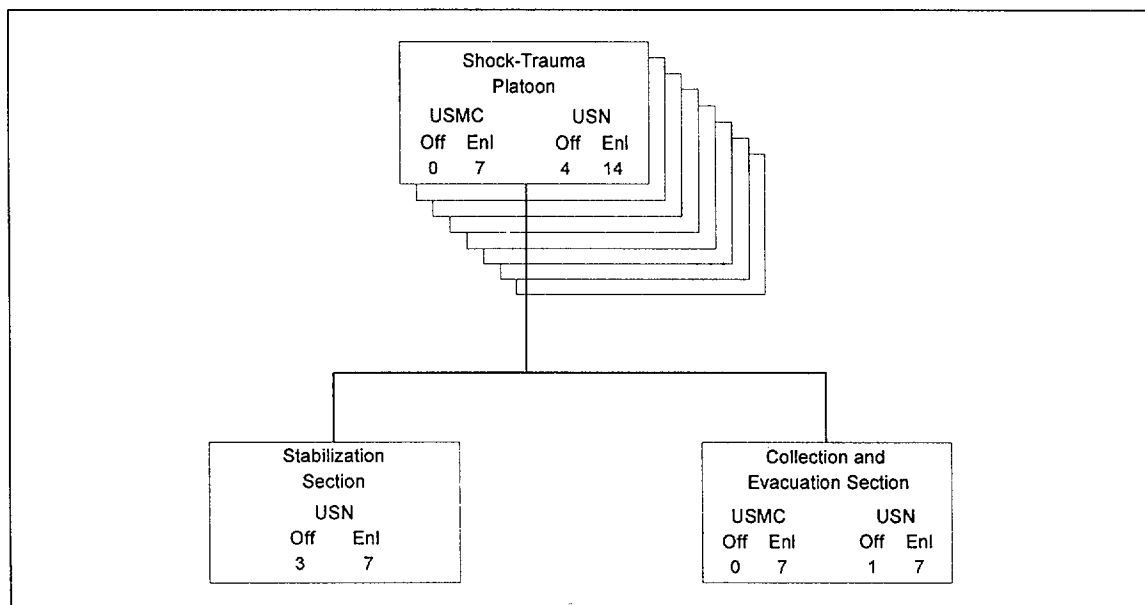 Shock-Trauma
Platoon
USMC USN
Off Enl Off Enl
0 7 4 14
Stabilization
Section
USN
Off Enl
3 7
Collection and
Evacuation Section
USMC USN
Off Enl Off Enl
0 7 1 7